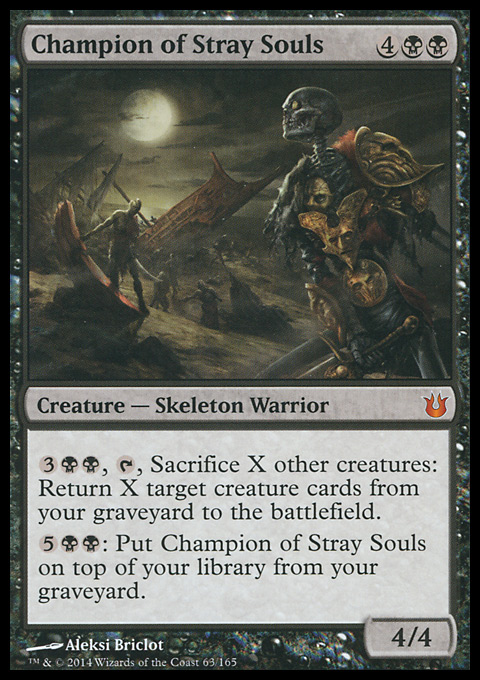 Champion of Stray Souls 4
Creature — Skeleton Warrior
3, , Sacrifice X other creatures:
Return X target creature cards from
your graveyard to the battlefield.
5: Put Champion of Stray Souls
on top of your library from your
graveyard.
4/4
Aleksi Briclot
™ & © 2014 Wizards of the Coast 63/165